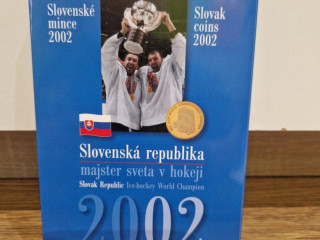 Slovenské
mince
2002
Slovak
coins
2002
Slovenská republika
majster sveta v hokeji
Slovak Republic Ice-hockey World Champion
2002